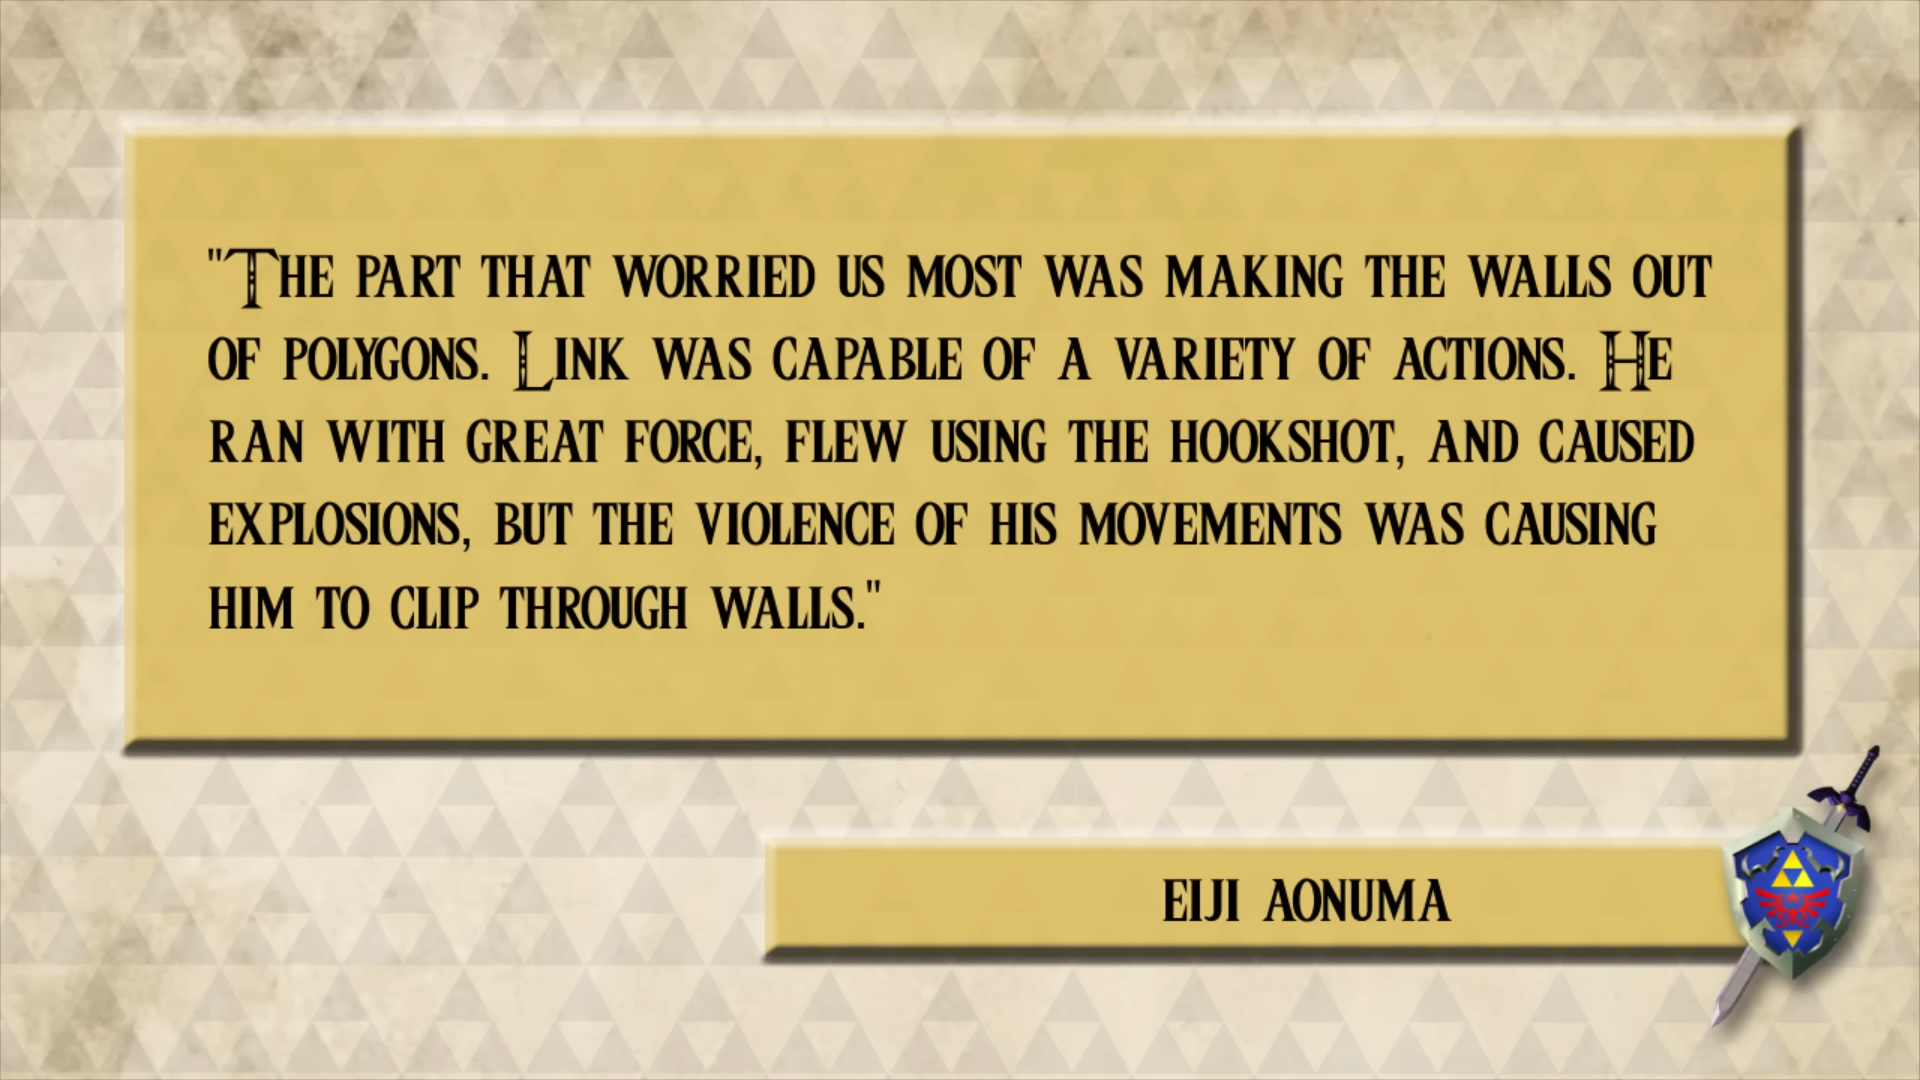 "The part that worried us most was making the walls out
of polygons. Link was capable of a variety of actions. He
ran with great force, flew using the hookshot, and caused
explosions, but the violence of his movements was causing
him to clip through walls."
Eiji Aonuma